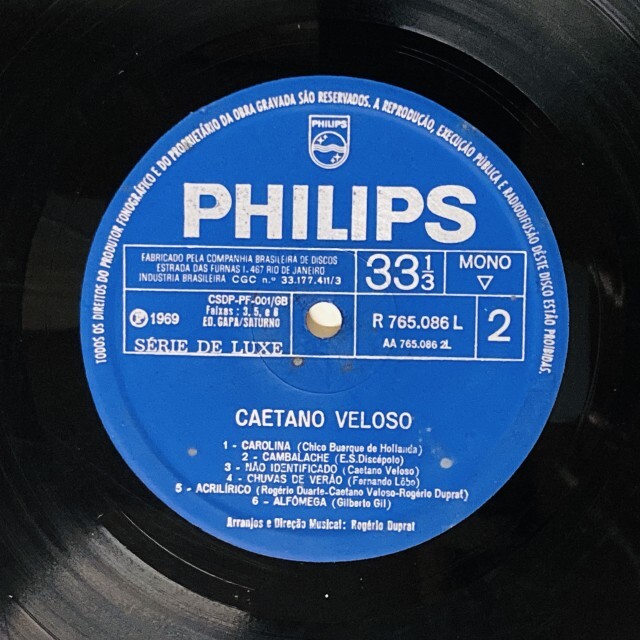 TODOS OS DIREITOS DO PRODUTOR FONOGRÁFICO E DO PROPRIETÁRIO DA OBRA GRAVADA SÃO RESERVADOS. A REPRODUÇÃO, EXECUÇÃO PÚBLICA E RADIODIFUSÃO DESTE DISCO ESTÃO PROIBIDAS
PHILIPS
PHILIPS
FABRICADO PELA COMPANHIA BRASILEIRA DE DISCOS
ESTRADA DAS FURNAS 1.467 RIO DE JANEIRO
INDUSTRIA BRASILEIRA CGC n.º 33.177.411/3
33 1/3
MONO
CSDP-PF-001/GB
Faixas: 3, 5, e 6
ED. GAPA/SATURNO
Ⓟ 1969
SÉRIE DE LUXE
R 765.086 L
AA 765.086 2L
2
CAETANO VELOSO
1 - CAROLINA (Chico Buarque de Hollanda)
2 - CAMBALACHE (E.S.Discépolo)
3 - NÃO IDENTIFICADO (Caetano Veloso)
4 - CHUVAS DE VERÃO (Fernando Lôbo)
5 - ACRILÍRICO (Rogério Duarte-Caetano Veloso-Rogério Duprat)
6 - ALFÔMEGA (Gilberto Gil)
Arranjos e Direção Musical: Rogério Duprat